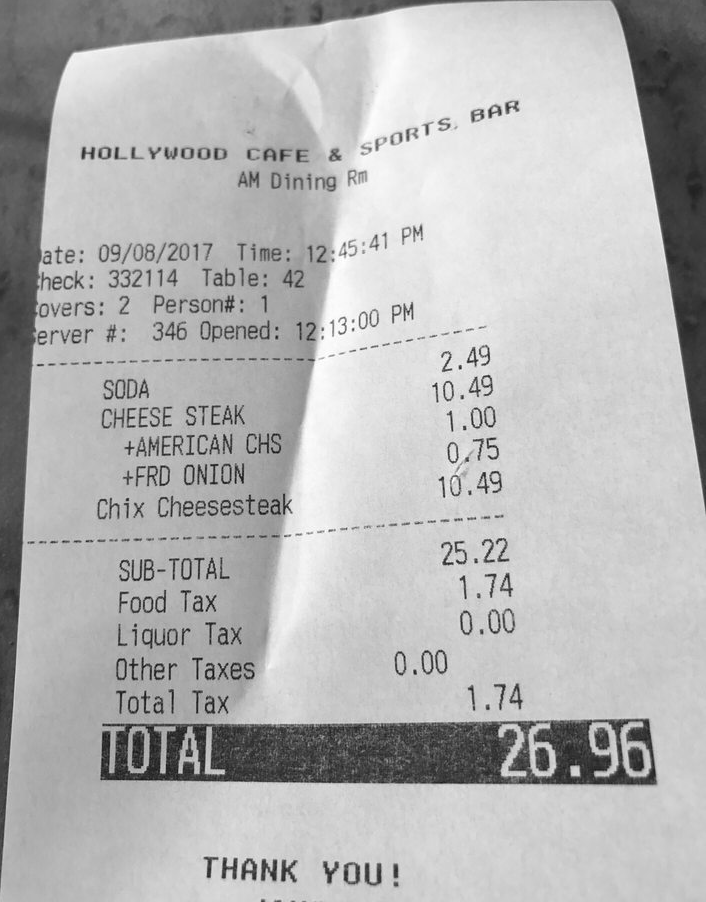 HOLLYWOOD CAFE & SPORTS BAR
AM Dining Rm
ate: 09/08/2017 Time: 12:45:41 PM
heck: 332114 Table: 42
overs: 2 Person#: 1
erver #: 346 Opened: 12:13:00 PM
SODA 2.49
CHEESE STEAK 10.49
+AMERICAN CHS 1.00
+FRD ONION 0.75
Chix Cheesesteak 10.49
SUB-TOTAL 25.22
Food Tax 1.74
Liquor Tax 0.00
Other Taxes 0.00
Total Tax 1.74
TOTAL 26.96
THANK YOU!